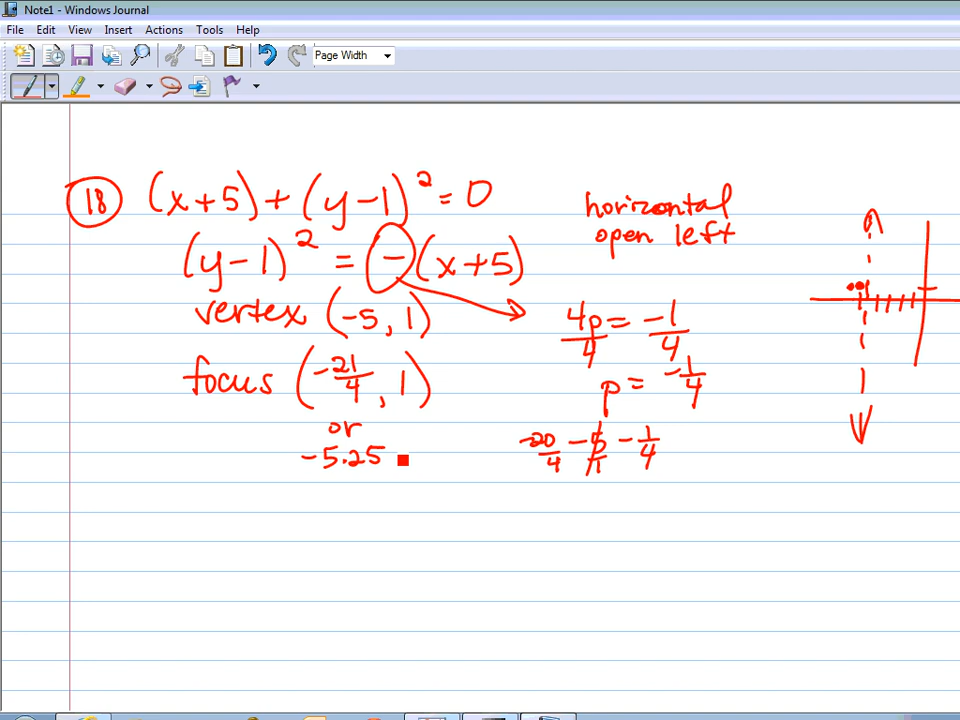 Note1 - Windows Journal
File Edit View Insert Actions Tools Help
Page Width
18 (x+5)+(y-1)²=0
horizontal
open left
(y-1)² = -(x+5)
vertex (-5, 1)
4p/4 = -1/4
focus (-21/4, 1)
p = -1/4
or
-5.25
-20/4 -5/1 -1/4